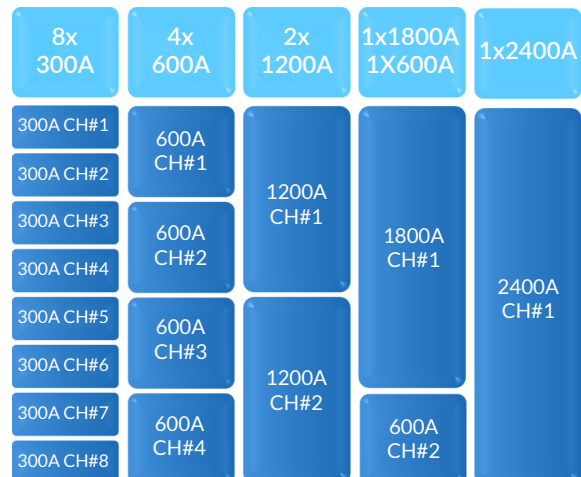 8x
300A
4x
600A
2x
1200A
1x1800A
1X600A
1x2400A
300A CH#1
300A CH#2
300A CH#3
300A CH#4
300A CH#5
300A CH#6
300A CH#7
300A CH#8
600A
CH#1
600A
CH#2
600A
CH#3
600A
CH#4
1200A
CH#1
1200A
CH#2
1800A
CH#1
600A
CH#2
2400A
CH#1